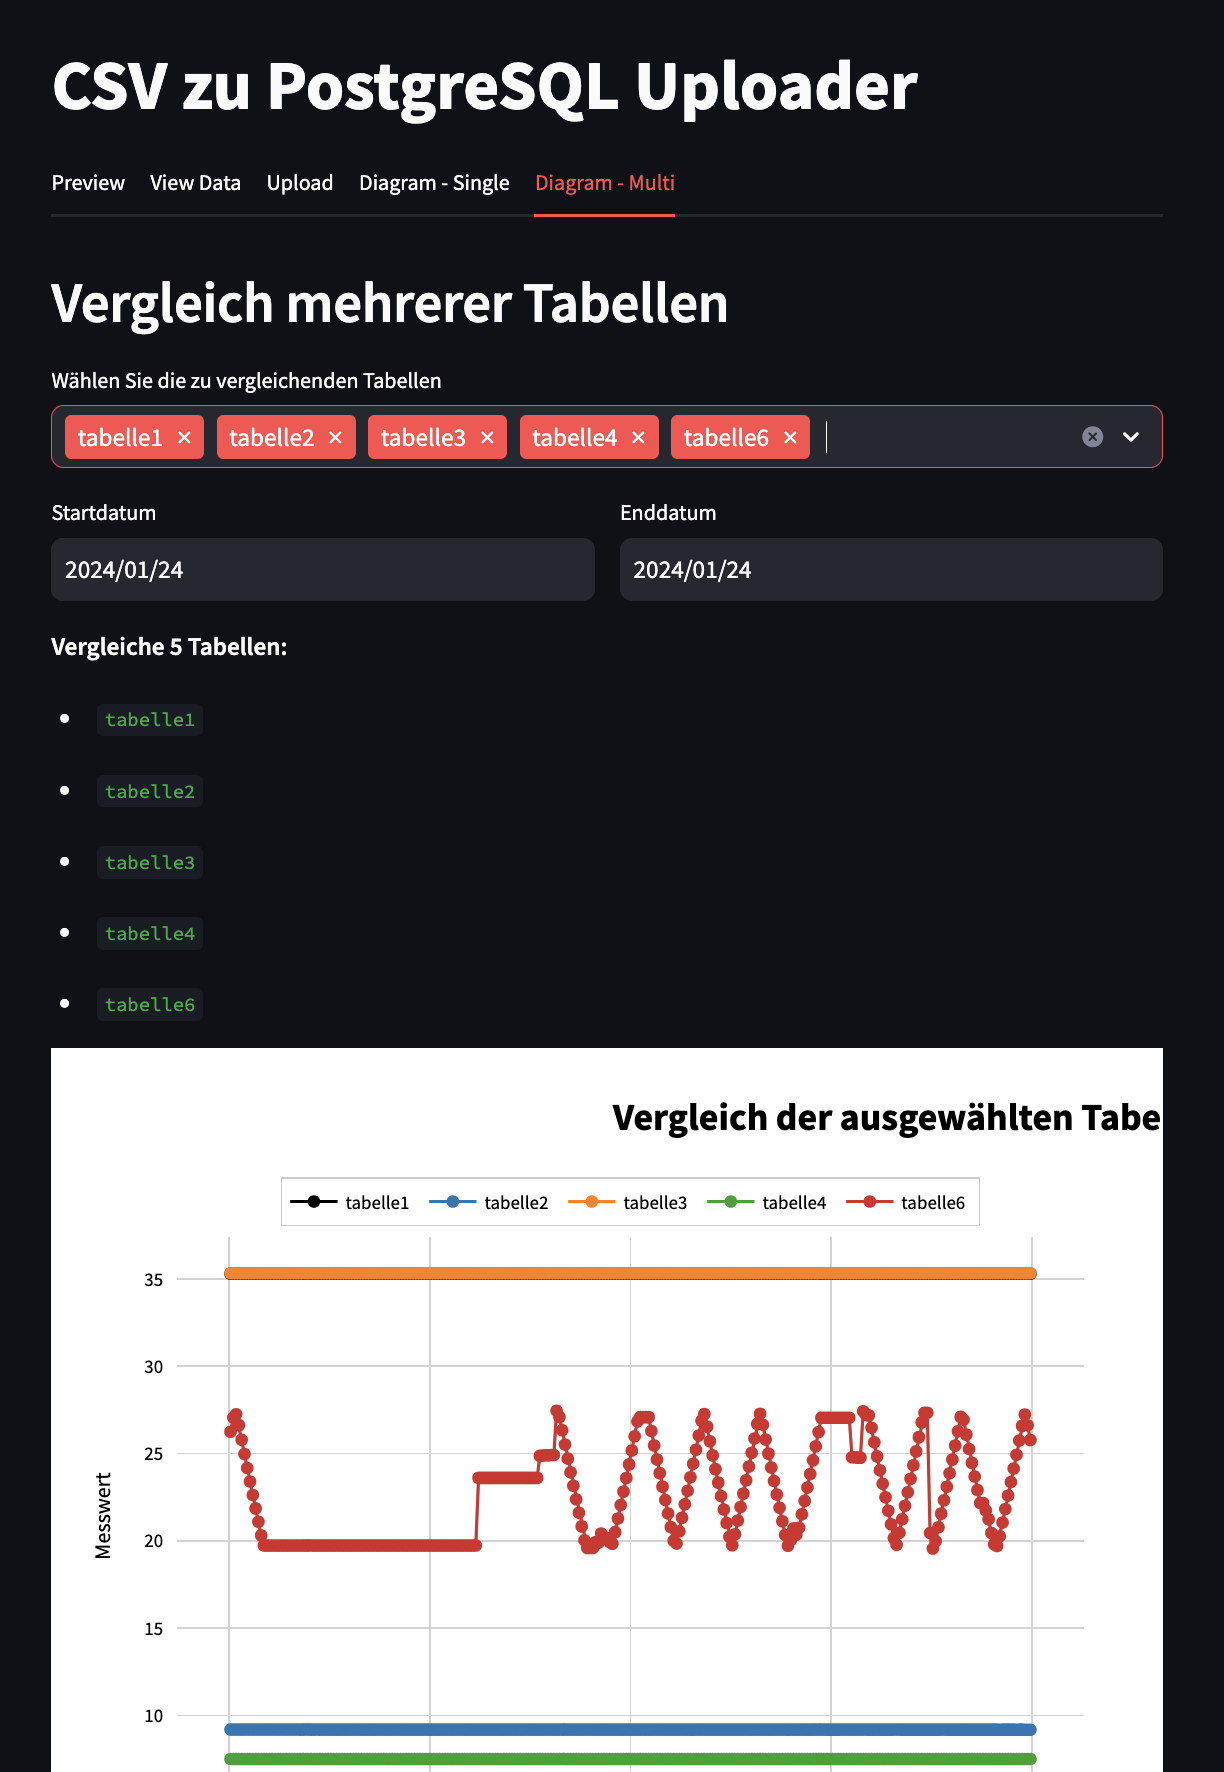 CSV zu PostgreSQL Uploader
Preview View Data Upload Diagram - Single Diagram - Multi
Vergleich mehrerer Tabellen
Wählen Sie die zu vergleichenden Tabellen
tabelle1 tabelle2 tabelle3 tabelle4 tabelle6
Startdatum Enddatum
2024/01/24 2024/01/24
Vergleiche 5 Tabellen:
tabelle1
tabelle2
tabelle3
tabelle4
tabelle6
Vergleich der ausgewählten Tabe
tabelle1 tabelle2 tabelle3 tabelle4 tabelle6
35
30
25
Messwert
20
15
10